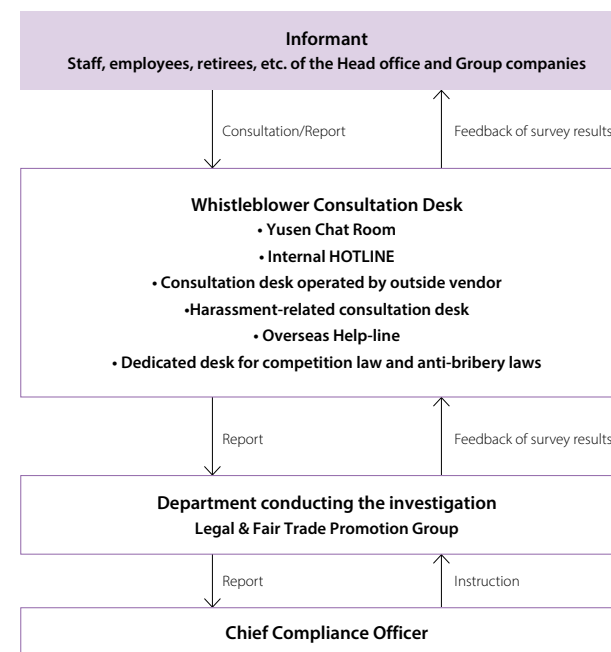 Informant
Staff, employees, retirees, etc. of the Head office and Group companies
Consultation/Report
Feedback of survey results
Whistleblower Consultation Desk
• Yusen Chat Room
• Internal HOTLINE
• Consultation desk operated by outside vendor
•Harassment-related consultation desk
• Overseas Help-line
• Dedicated desk for competition law and anti-bribery laws
Report
Feedback of survey results
Department conducting the investigation
Legal & Fair Trade Promotion Group
Report
Instruction
Chief Compliance Officer